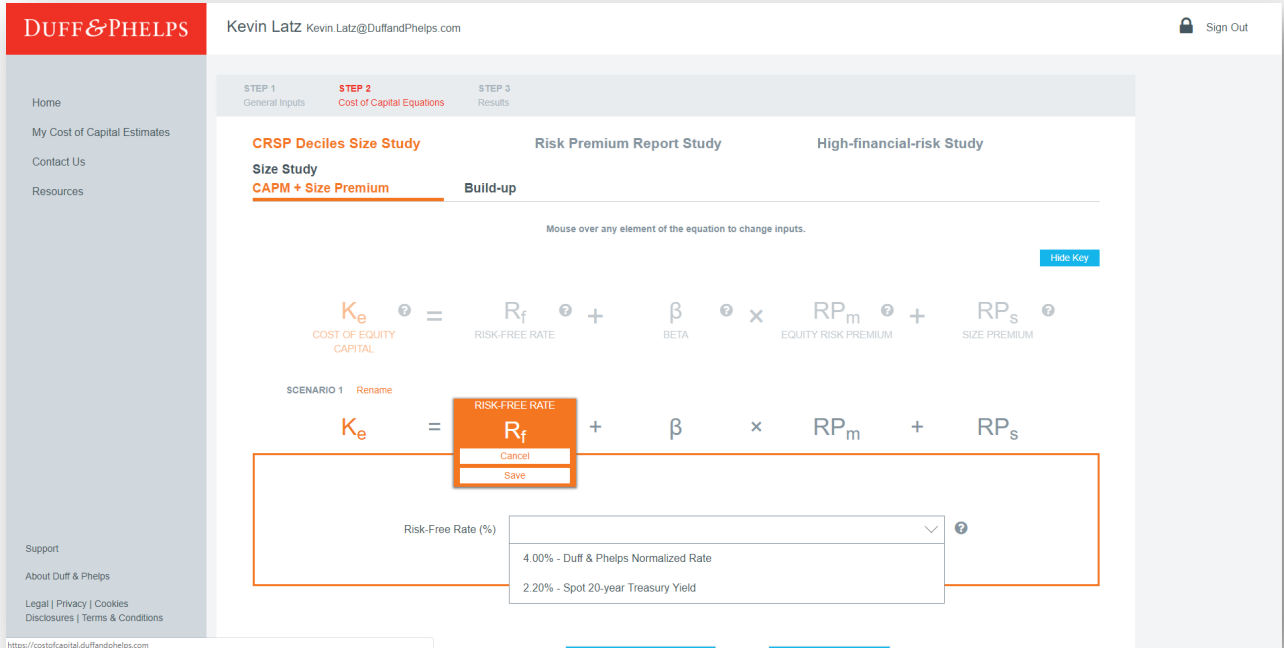 DUFF&PHELPS
Kevin Latz Kevin.Latz@DuffandPhelps.com
Sign Out
Home
My Cost of Capital Estimates
Contact Us
Resources
STEP 1
General Inputs
STEP 2
Cost of Capital Equations
STEP 3
Results
CRSP Deciles Size Study
Risk Premium Report Study
High-financial-risk Study
Size Study
CAPM + Size Premium
Build-up
Mouse over any element of the equation to change inputs.
Hide Key
Ke ? = Rf ? + β ? × RPm ? + RPs ?
COST OF EQUITY CAPITAL
RISK-FREE RATE
BETA
EQUITY RISK PREMIUM
SIZE PREMIUM
SCENARIO 1 Rename
RISK-FREE RATE
Ke = Rf + β × RPm + RPs
Cancel
Save
Risk-Free Rate (%)
?
4.00% - Duff & Phelps Normalized Rate
2.20% - Spot 20-year Treasury Yield
Support
About Duff & Phelps
Legal | Privacy | Cookies
Disclosures | Terms & Conditions
https://costofcapital.duffandphelps.com